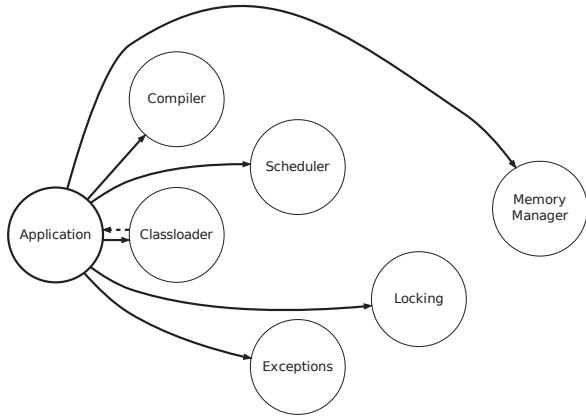 Compiler
Scheduler
Memory
Manager
Application
Classloader
Locking
Exceptions